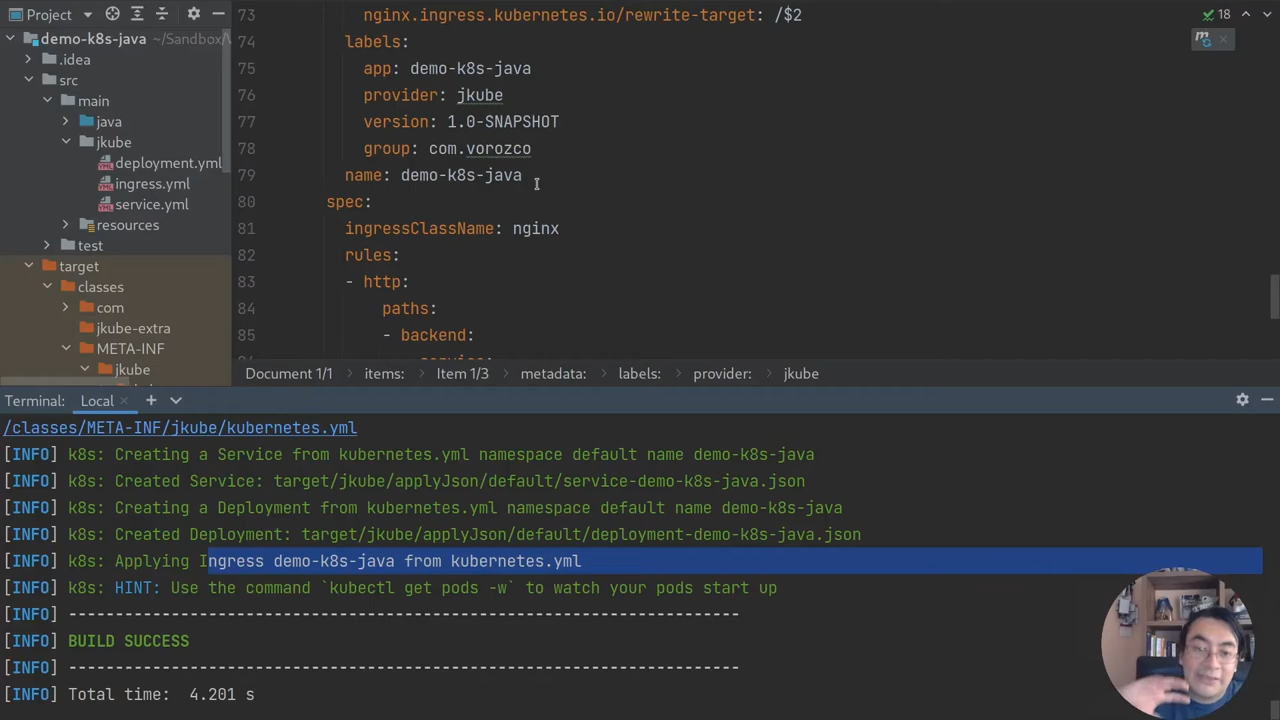 Project
demo-k8s-java ~/Sandbox/
.idea
src
main
java
jkube
deployment.yml
ingress.yml
service.yml
resources
test
target
classes
com
jkube-extra
META-INF
jkube
73 nginx.ingress.kubernetes.io/rewrite-target: /$2
74 labels:
75 app: demo-k8s-java
76 provider: jkube
77 version: 1.0-SNAPSHOT
78 group: com.vorozco
79 name: demo-k8s-java
80 spec:
81 ingressClassName: nginx
82 rules:
83 - http:
84 paths:
85 - backend:
18
Document 1/1 items: Item 1/3 metadata: labels: provider: jkube
Terminal: Local
/classes/META-INF/jkube/kubernetes.yml
[INFO] k8s: Creating a Service from kubernetes.yml namespace default name demo-k8s-java
[INFO] k8s: Created Service: target/jkube/applyJson/default/service-demo-k8s-java.json
[INFO] k8s: Creating a Deployment from kubernetes.yml namespace default name demo-k8s-java
[INFO] k8s: Created Deployment: target/jkube/applyJson/default/deployment-demo-k8s-java.json
[INFO] k8s: Applying Ingress demo-k8s-java from kubernetes.yml
[INFO] k8s: HINT: Use the command `kubectl get pods -w` to watch your pods start up
[INFO] ------------------------------------------------------------------------
[INFO] BUILD SUCCESS
[INFO] ------------------------------------------------------------------------
[INFO] Total time:  4.201 s